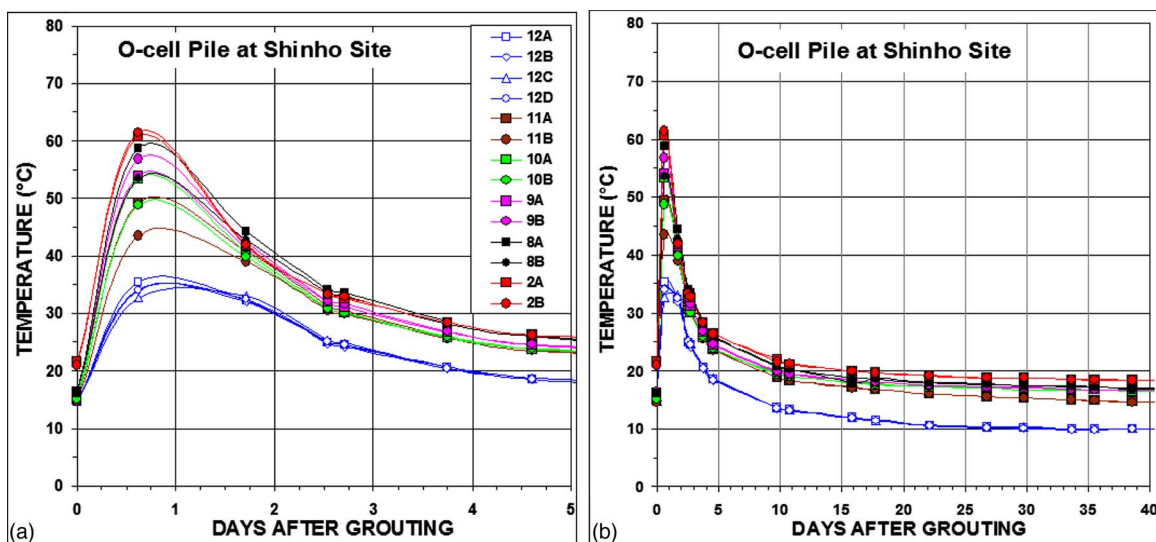 O-cell Pile at Shinho Site
TEMPERATURE (°C)
80
70
60
50
40
30
20
10
0
0 1 2 3 4 5
DAYS AFTER GROUTING
12A
12B
12C
12D
11A
11B
10A
10B
9A
9B
8A
8B
2A
2B
(a)
O-cell Pile at Shinho Site
TEMPERATURE (°C)
80
70
60
50
40
30
20
10
0
0 5 10 15 20 25 30 35 40
DAYS AFTER GROUTING
(b)